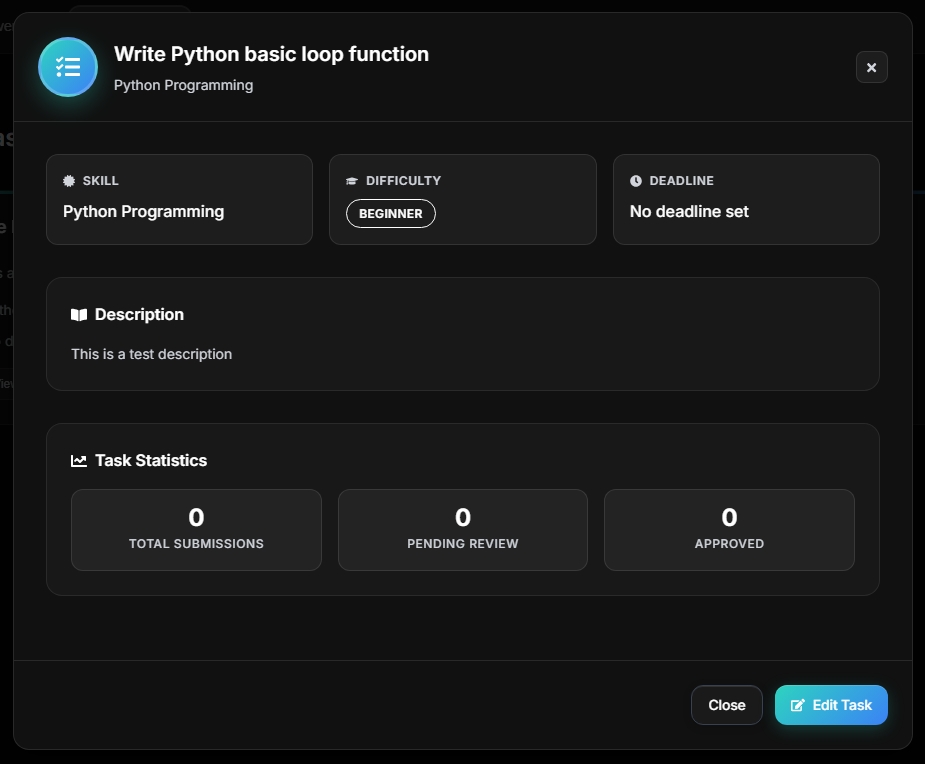 Write Python basic loop function
Python Programming
SKILL
Python Programming
DIFFICULTY
BEGINNER
DEADLINE
No deadline set
Description
This is a test description
Task Statistics
0
TOTAL SUBMISSIONS
0
PENDING REVIEW
0
APPROVED
Close
Edit Task